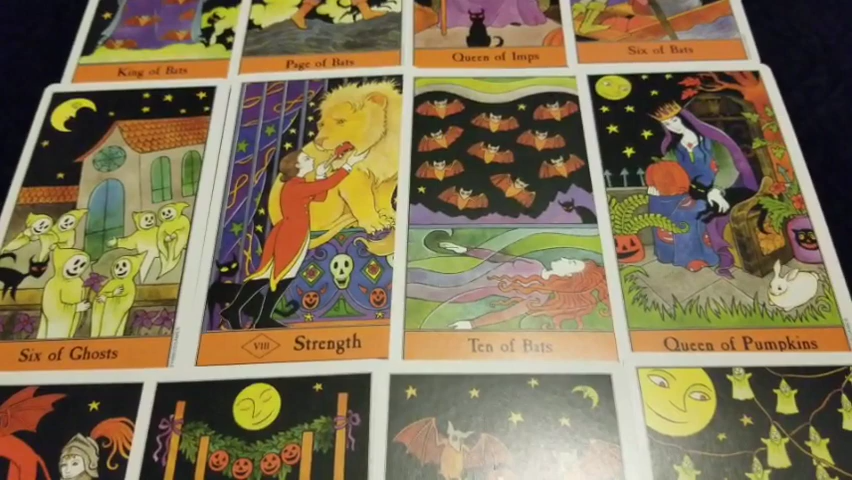 King of Bats
Page of Bats
Queen of Imps
Six of Bats
Six of Ghosts
VIII Strength
Ten of Bats
Queen of Pumpkins